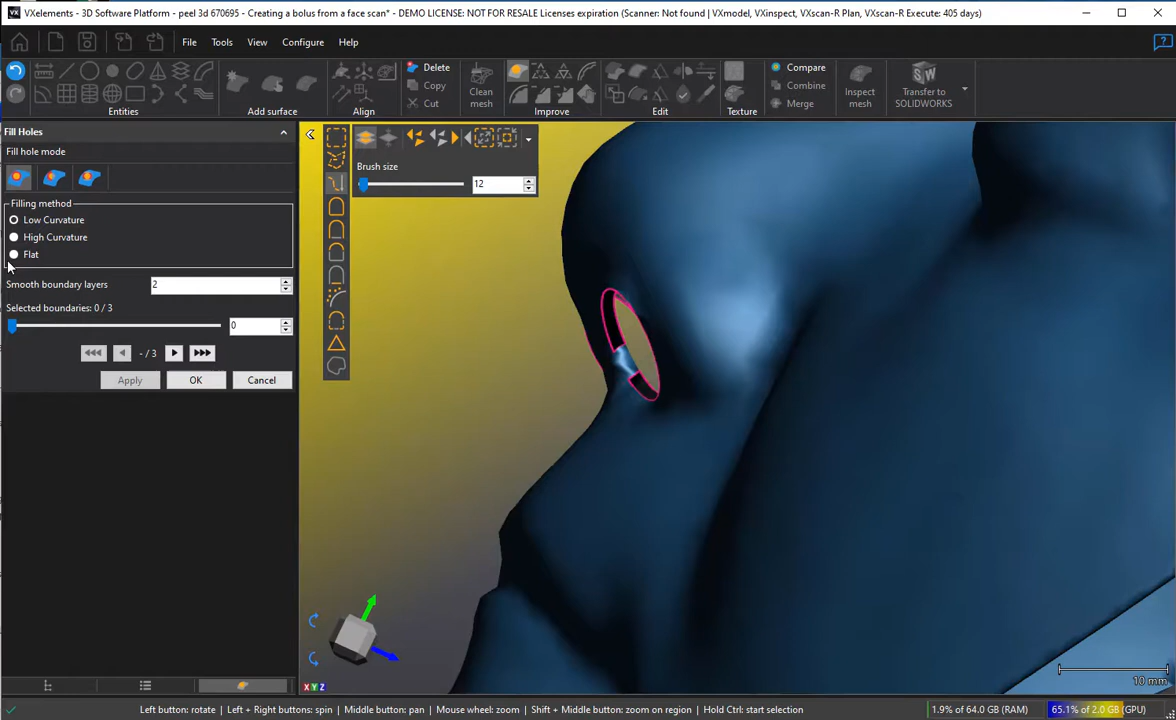 VXelements - 3D Software Platform - peel 3d 670695 - Creating a bolus from a face scan* - DEMO LICENSE: NOT FOR RESALE Licenses expiration (Scanner: Not found | VXmodel, VXinspect, VXscan-R Plan, VXscan-R Execute: 405 days)
File Tools View Configure Help
Delete
Copy
Cut
Clean mesh
Compare
Combine
Merge
Inspect mesh
Transfer to SOLIDWORKS
Entities
Add surface
Align
Improve
Edit
Texture
Fill Holes
Fill hole mode
Filling method
Low Curvature
High Curvature
Flat
Smooth boundary layers 2
Selected boundaries: 0 / 3
0
- / 3
Apply OK Cancel
Brush size
12
10 mm
XYZ
Left button: rotate | Left + Right buttons: spin | Middle button: pan | Mouse wheel: zoom | Shift + Middle button: zoom on region | Hold Ctrl: start selection
1.9% of 64.0 GB (RAM)
65.1% of 2.0 GB (GPU)